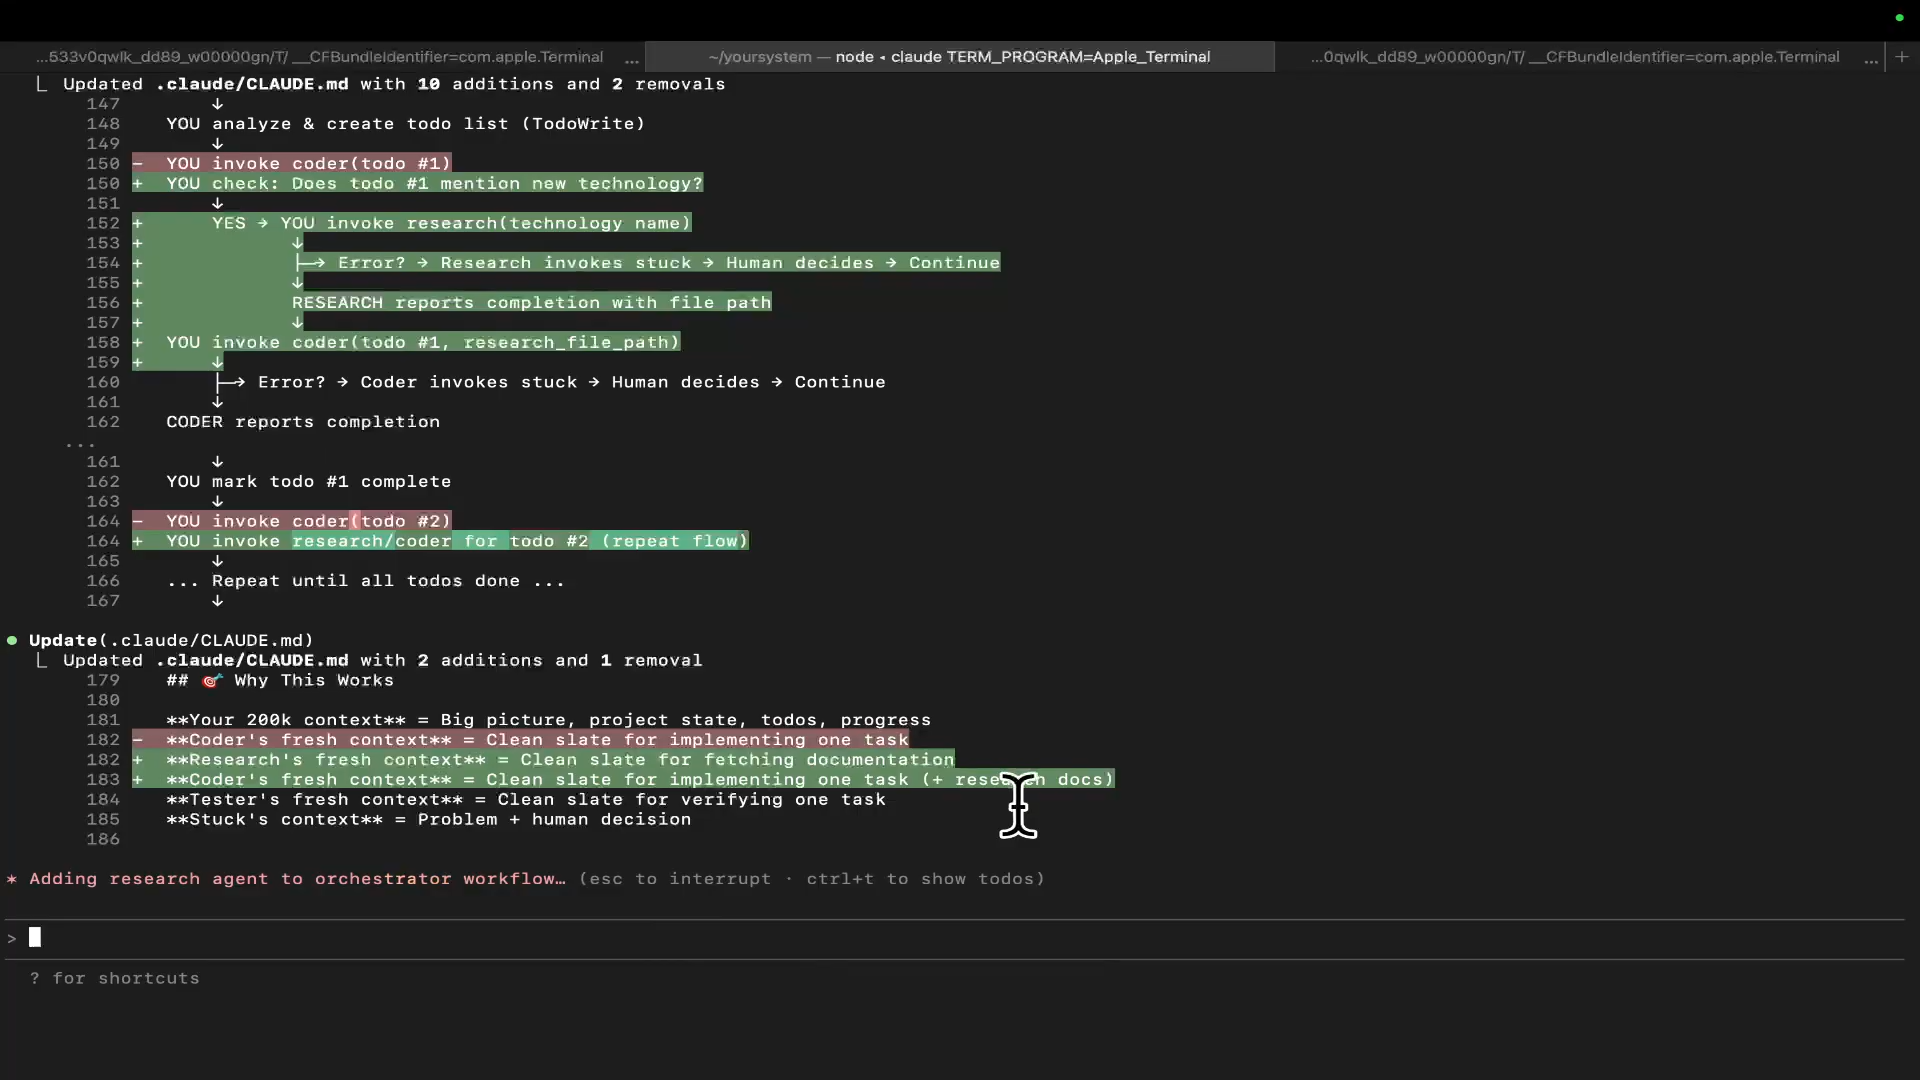 ...533v0qwlk_dd89_w00000gn/T/ __CFBundleIdentifier=com.apple.Terminal ...
~/yoursystem — node ◂ claude TERM_PROGRAM=Apple_Terminal
...0qwlk_dd89_w00000gn/T/ __CFBundleIdentifier=com.apple.Terminal ... +
⎣ Updated .claude/CLAUDE.md with 10 additions and 2 removals
147 ↓
148 YOU analyze & create todo list (TodoWrite)
149 ↓
150 - YOU invoke coder(todo #1)
150 + YOU check: Does todo #1 mention new technology?
151 ↓
152 + YES → YOU invoke research(technology name)
153 + ↓
154 + ├─→ Error? → Research invokes stuck → Human decides → Continue
155 + ↓
156 + RESEARCH reports completion with file path
157 + ↓
158 + YOU invoke coder(todo #1, research_file_path)
159 + ↓
160 ├─→ Error? → Coder invokes stuck → Human decides → Continue
161 ↓
162 CODER reports completion
...
161 ↓
162 YOU mark todo #1 complete
163 ↓
164 - YOU invoke coder(todo #2)
164 + YOU invoke research/coder for todo #2 (repeat flow)
165 ↓
166 ... Repeat until all todos done ...
167 ↓
● Update(.claude/CLAUDE.md)
⎣ Updated .claude/CLAUDE.md with 2 additions and 1 removal
179 ## 🎯 Why This Works
180
181 **Your 200k context** = Big picture, project state, todos, progress
182 - **Coder's fresh context** = Clean slate for implementing one task
182 + **Research's fresh context** = Clean slate for fetching documentation
183 + **Coder's fresh context** = Clean slate for implementing one task (+ research docs)
184 **Tester's fresh context** = Clean slate for verifying one task
185 **Stuck's context** = Problem + human decision
186
* Adding research agent to orchestrator workflow… (esc to interrupt · ctrl+t to show todos)
>
? for shortcuts